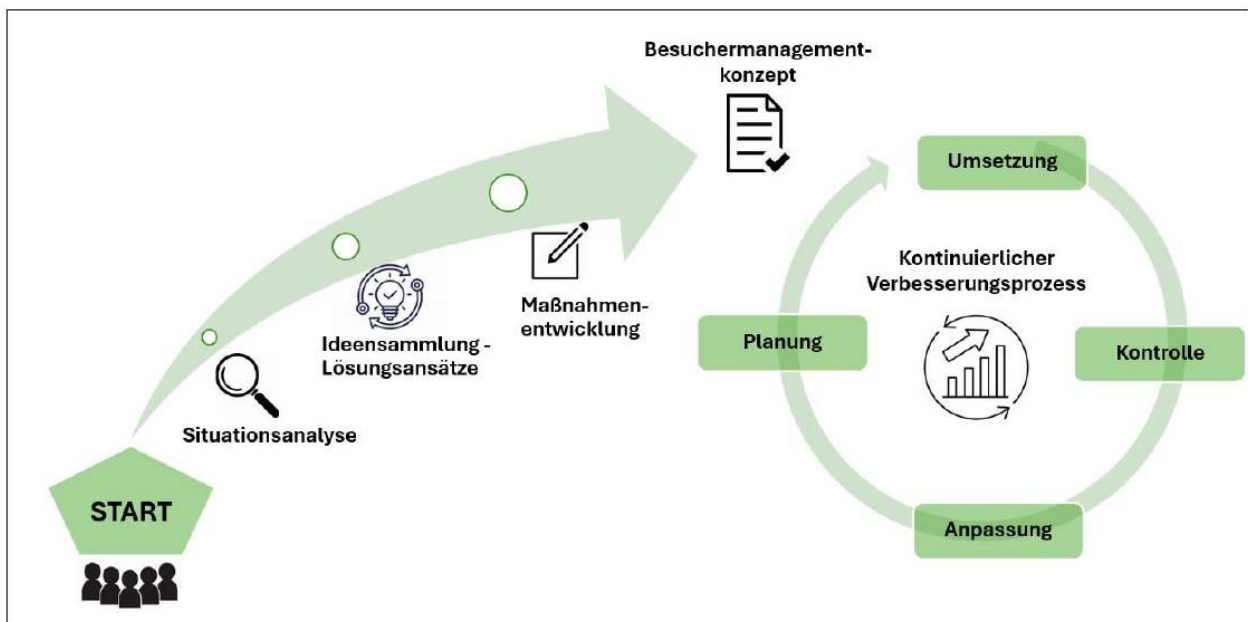 START
Situationsanalyse
Ideensammlung -
Lösungsansätze
Maßnahmen-
entwicklung
Besuchermanagement-
konzept
Umsetzung
Kontinuierlicher
Verbesserungsprozess
Planung
Kontrolle
Anpassung